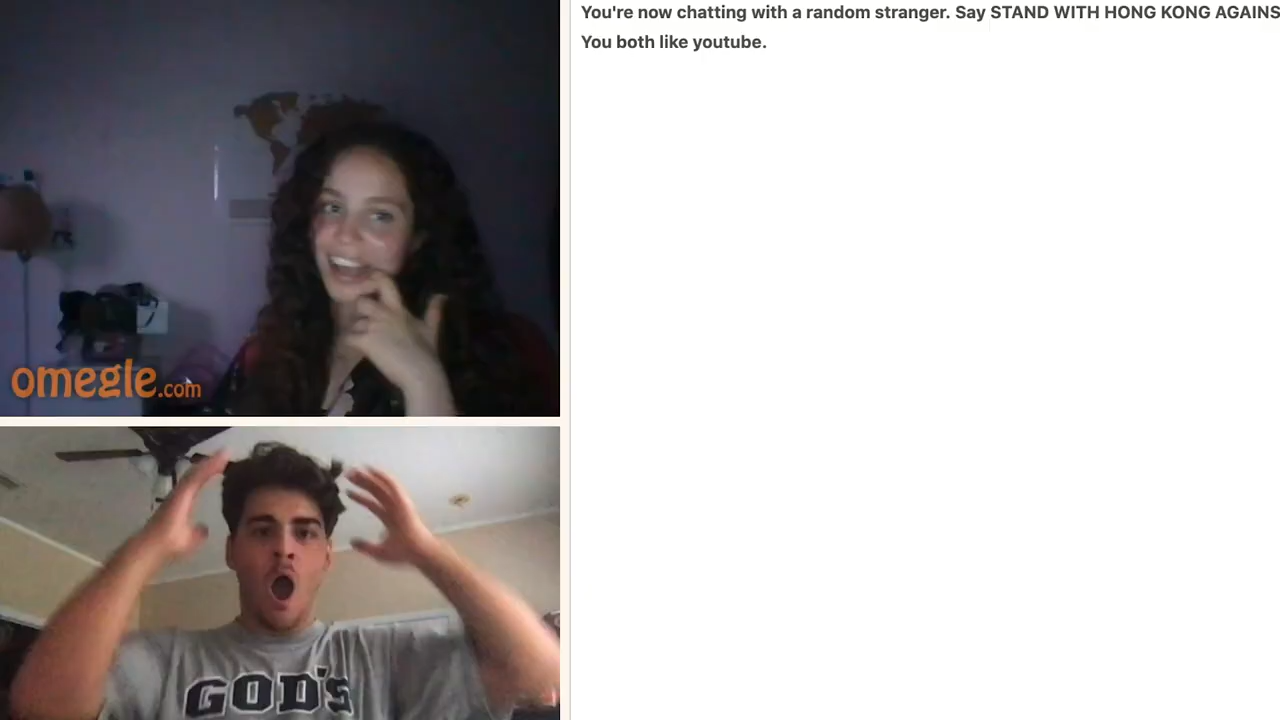 You're now chatting with a random stranger. Say STAND WITH HONG KONG AGAINS
You both like youtube.
omegle.com
GOD'S